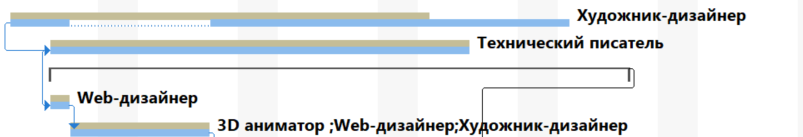 Художник-дизайнер
Технический писатель
Web-дизайнер
3D аниматор ;Web-дизайнер;Художник-дизайнер